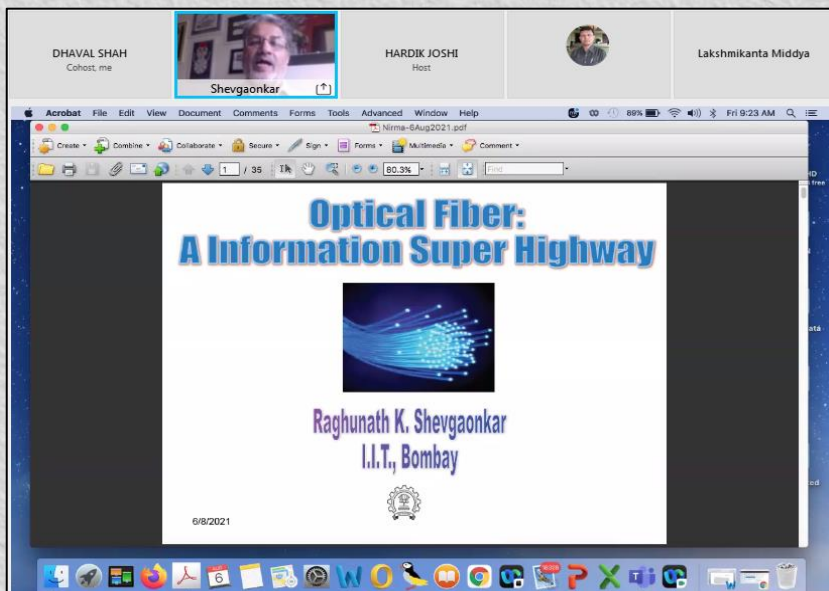 DHAVAL SHAH
Cohost, me
Shevgaonkar
HARDIK JOSHI
Host
Lakshmikanta Middya
Acrobat File Edit View Document Comments Forms Tools Advanced Window Help
89% Fri 9:23 AM
Nirma-6Aug2021.pdf
Create Combine Collaborate Secure Sign Forms Multimedia Comment
1 / 35 80.3% Find
Optical Fiber:
A Information Super Highway
Raghunath K. Shevgaonkar
I.I.T., Bombay
6/8/2021